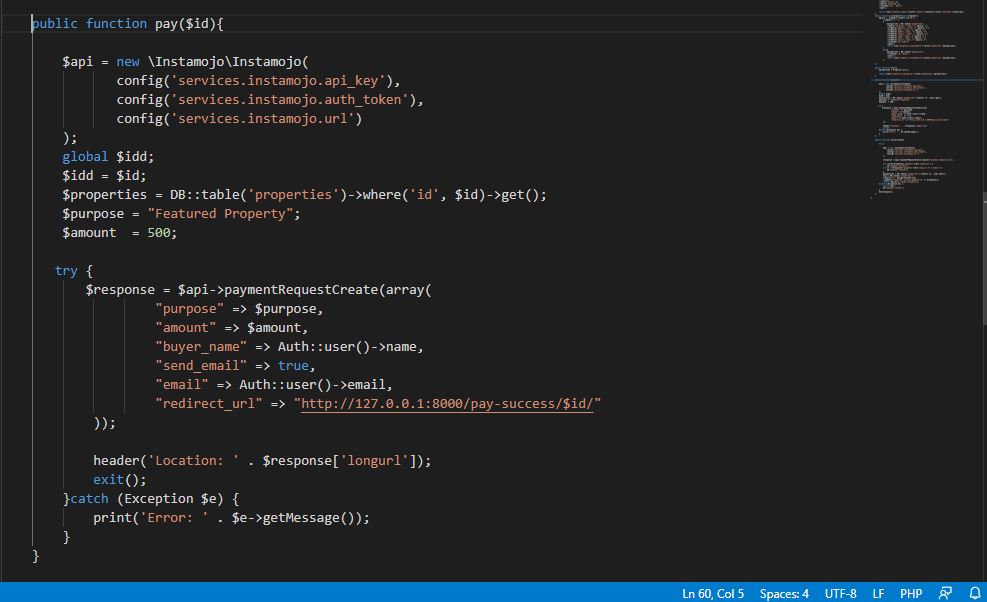 public function pay($id){
$api = new \Instamojo\Instamojo(
config('services.instamojo.api_key'),
config('services.instamojo.auth_token'),
config('services.instamojo.url')
);
global $idd;
$idd = $id;
$properties = DB::table('properties')->where('id', $id)->get();
$purpose = "Featured Property";
$amount  = 500;
try {
$response = $api->paymentRequestCreate(array(
"purpose" => $purpose,
"amount" => $amount,
"buyer_name" => Auth::user()->name,
"send_email" => true,
"email" => Auth::user()->email,
"redirect_url" => "http://127.0.0.1:8000/pay-success/$id/"
));
header('Location: ' . $response['longurl']);
exit();
}catch (Exception $e) {
print('Error: ' . $e->getMessage());
}
}
Ln 60, Col 5 Spaces: 4 UTF-8 LF PHP